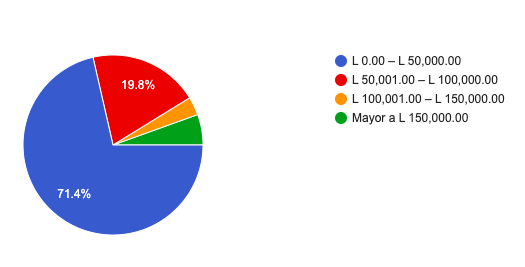 L 0.00 – L 50,000.00
L 50,001.00 – L 100,000.00
L 100,001.00 – L 150,000.00
Mayor a L 150,000.00
19.8%
71.4%